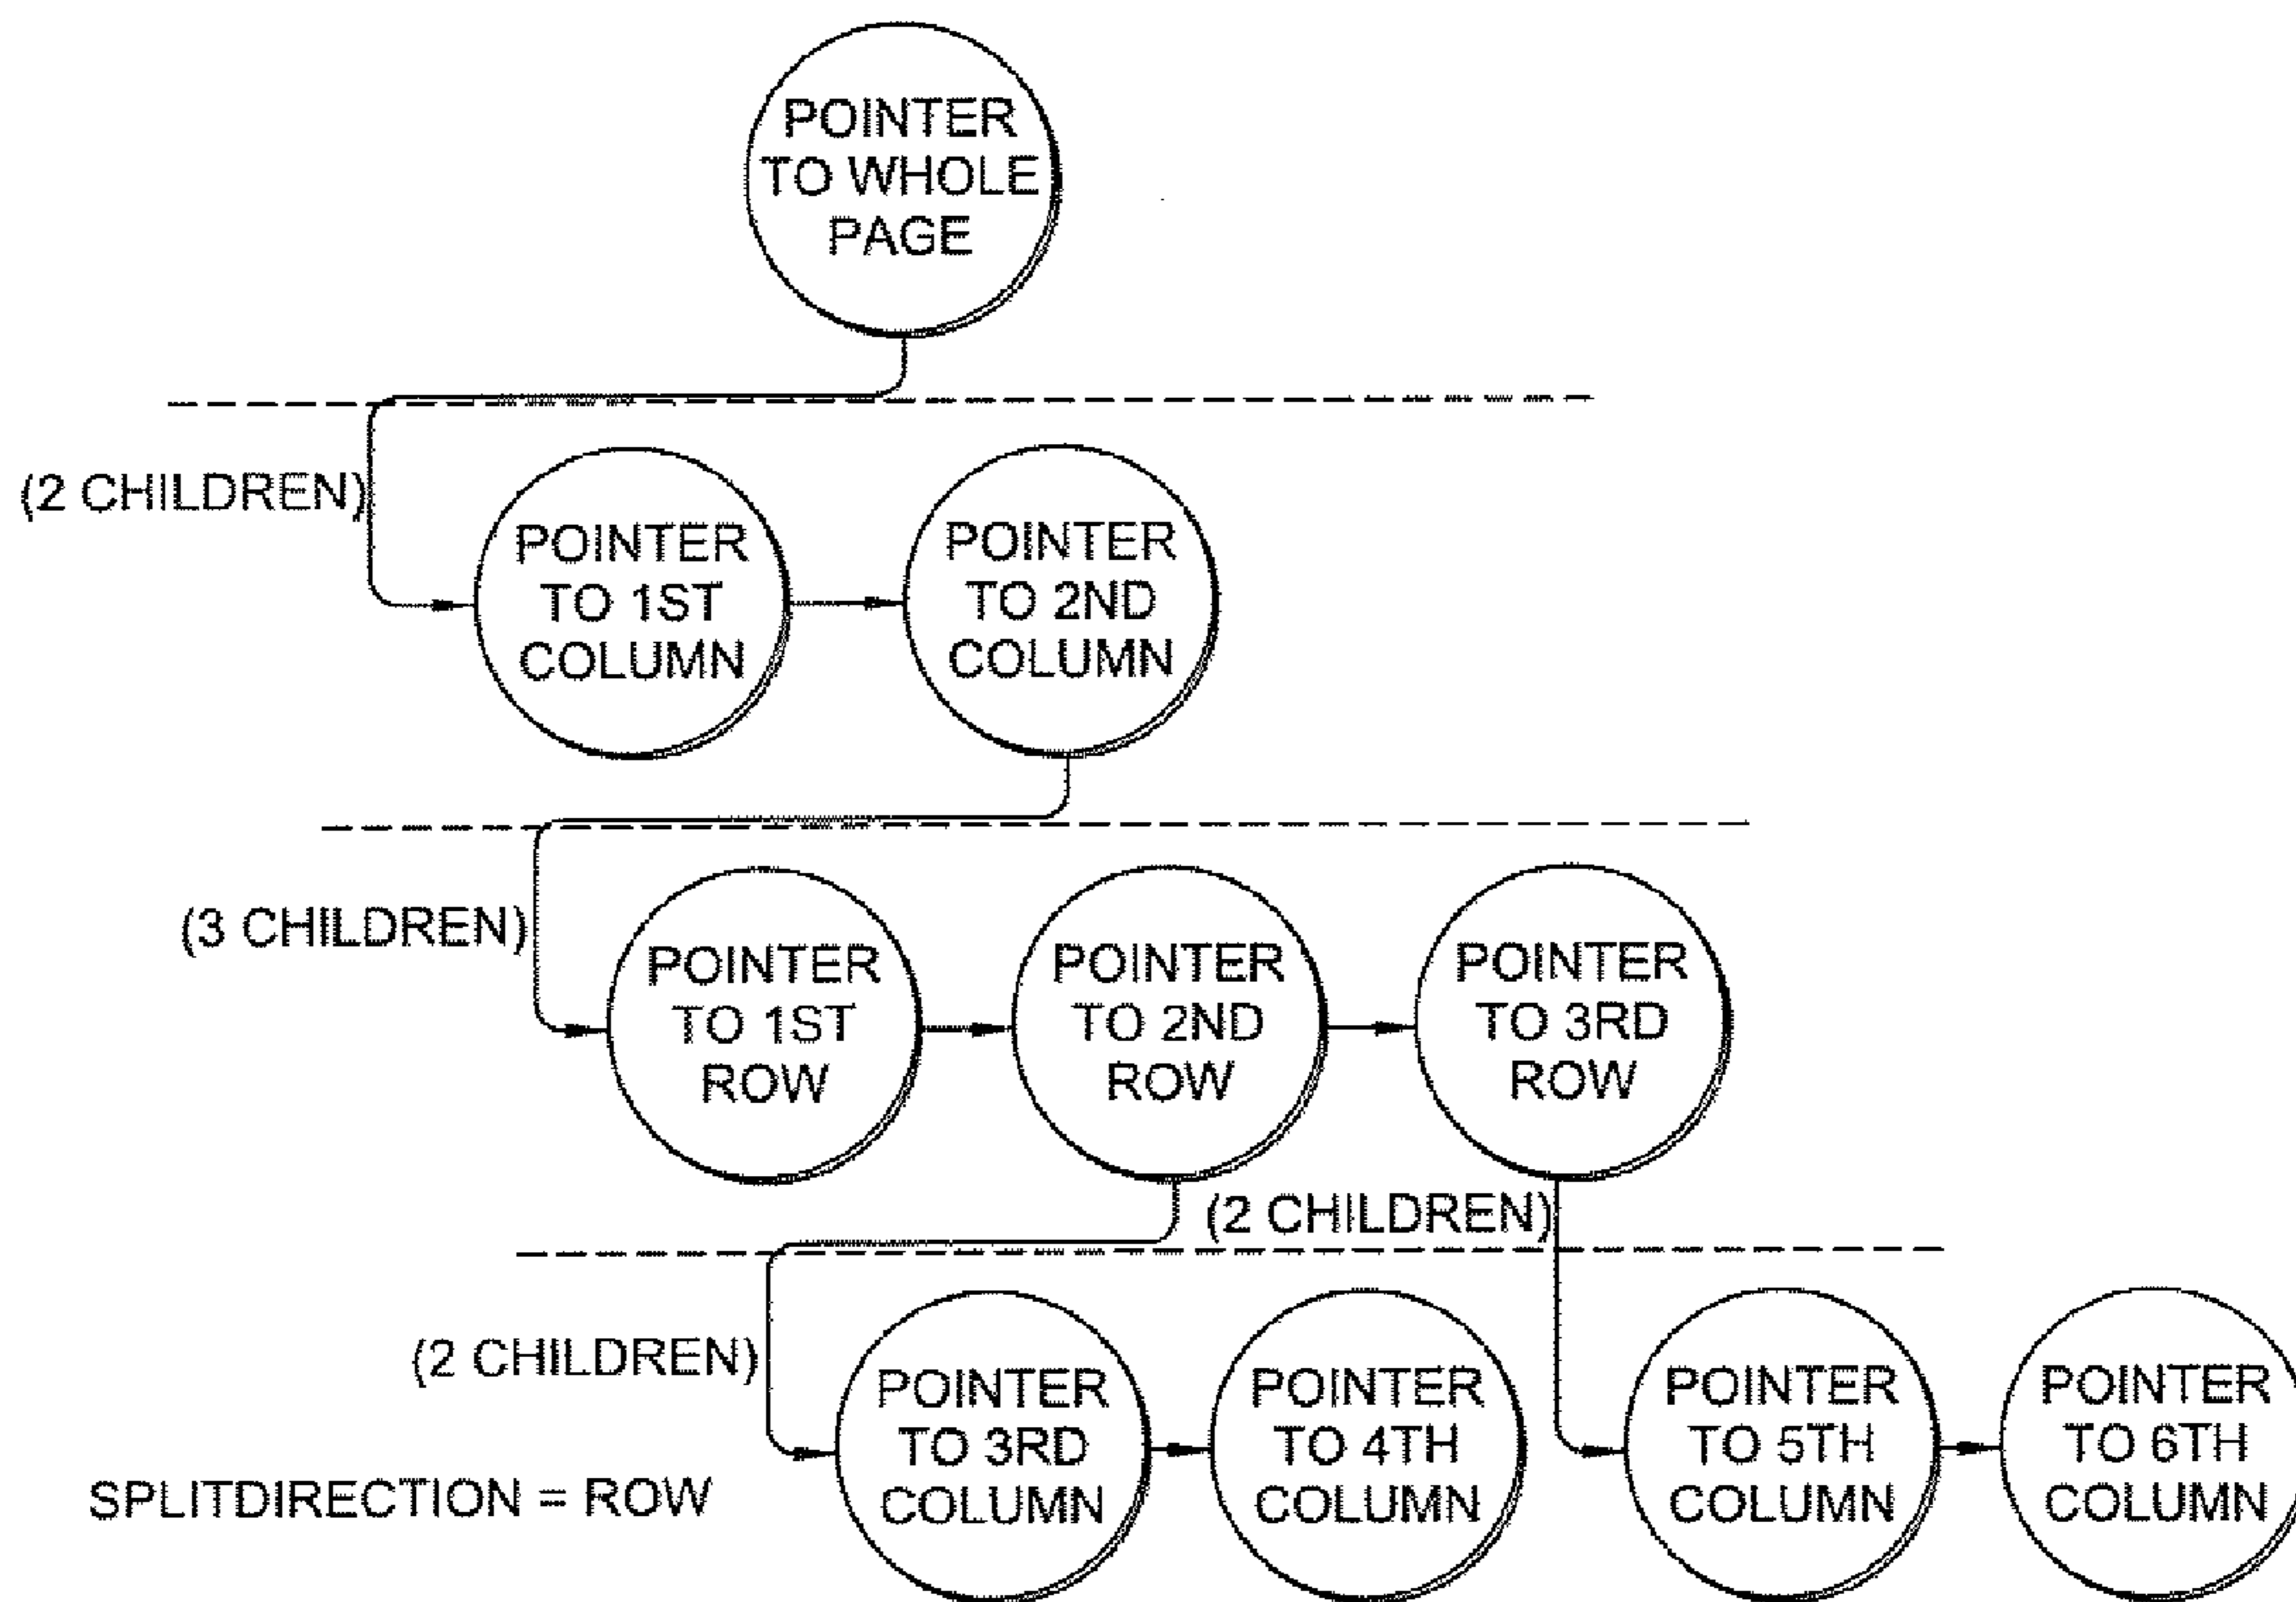 POINTER
TO WHOLE
PAGE
(2 CHILDREN)
POINTER
TO 1ST
COLUMN
POINTER
TO 2ND
COLUMN
(3 CHILDREN)
POINTER
TO 1ST
ROW
POINTER
TO 2ND
ROW
POINTER
TO 3RD
ROW
(2 CHILDREN)
(2 CHILDREN)
POINTER
TO 3RD
COLUMN
POINTER
TO 4TH
COLUMN
POINTER
TO 5TH
COLUMN
POINTER
TO 6TH
COLUMN
SPLITDIRECTION = ROW